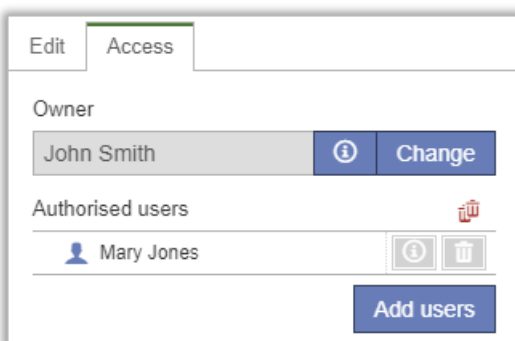 Edit Access
Owner
John Smith Change
Authorised users
Mary Jones
Add users